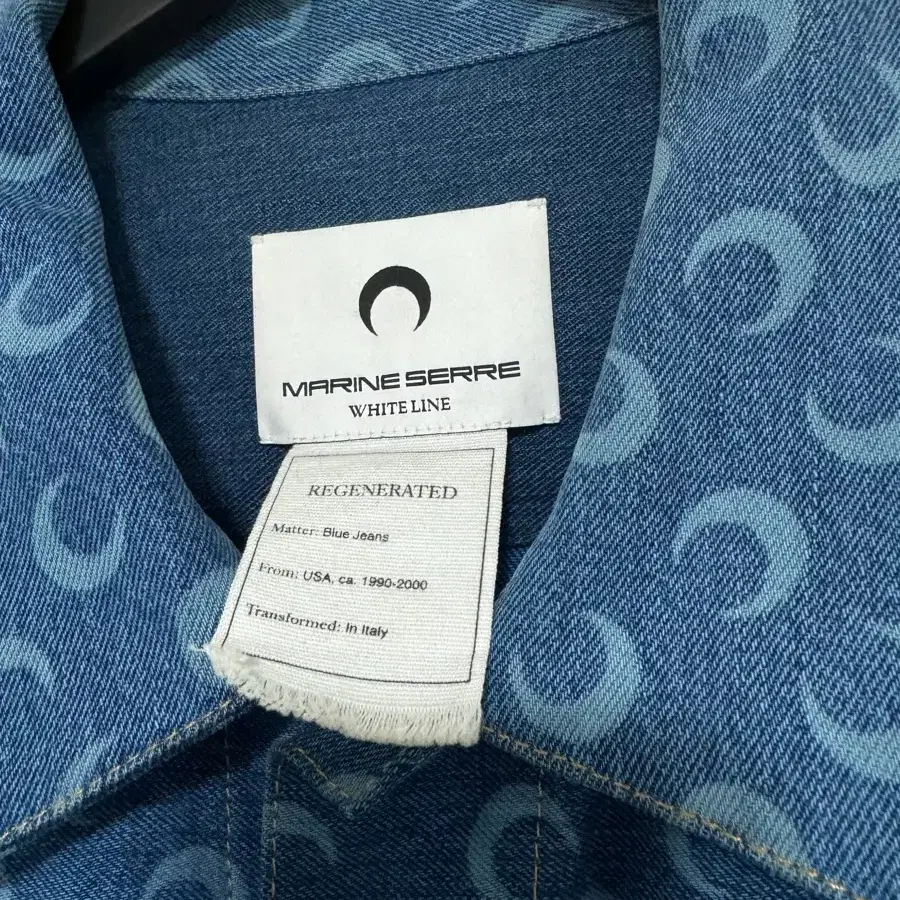 MARINE SERRE
WHITE LINE
REGENERATED
Matter: Blue Jeans
From: USA, ca. 1990-2000
Transformed: In Italy